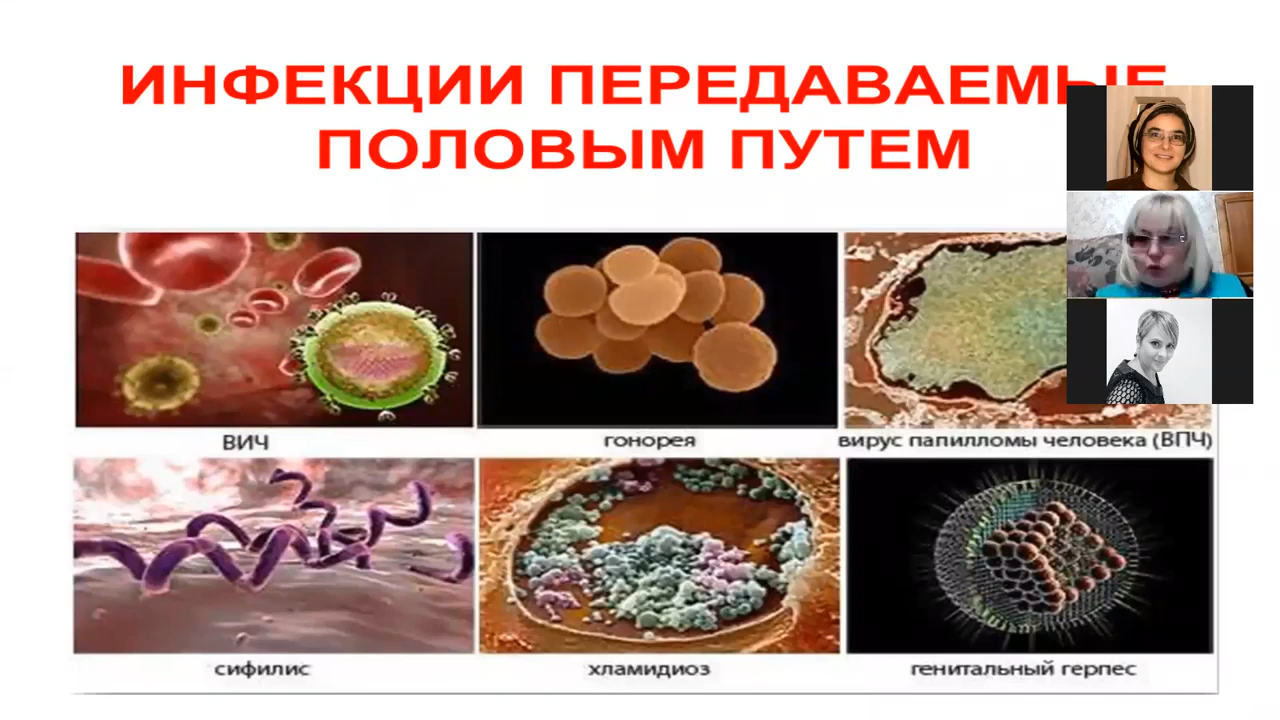 ИНФЕКЦИИ ПЕРЕДАВАЕМЫЕ
ПОЛОВЫМ ПУТЕМ
ВИЧ
гонорея
вирус папилломы человека (ВПЧ)
сифилис
хламидиоз
генитальный герпес